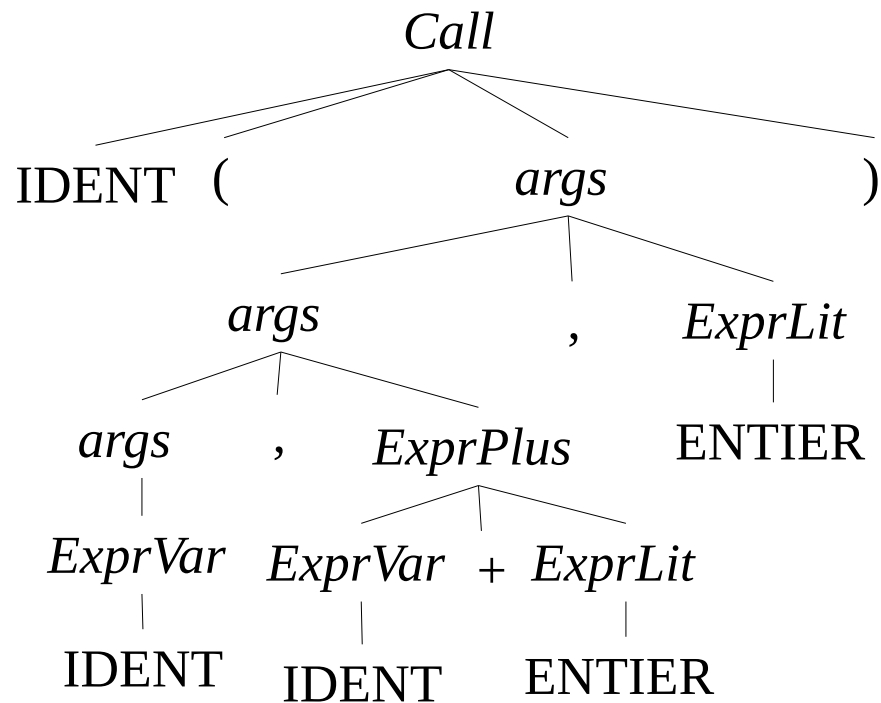 Call
IDENT ( args )
args , ExprLit
args , ExprPlus ENTIER
ExprVar ExprVar + ExprLit
IDENT IDENT ENTIER